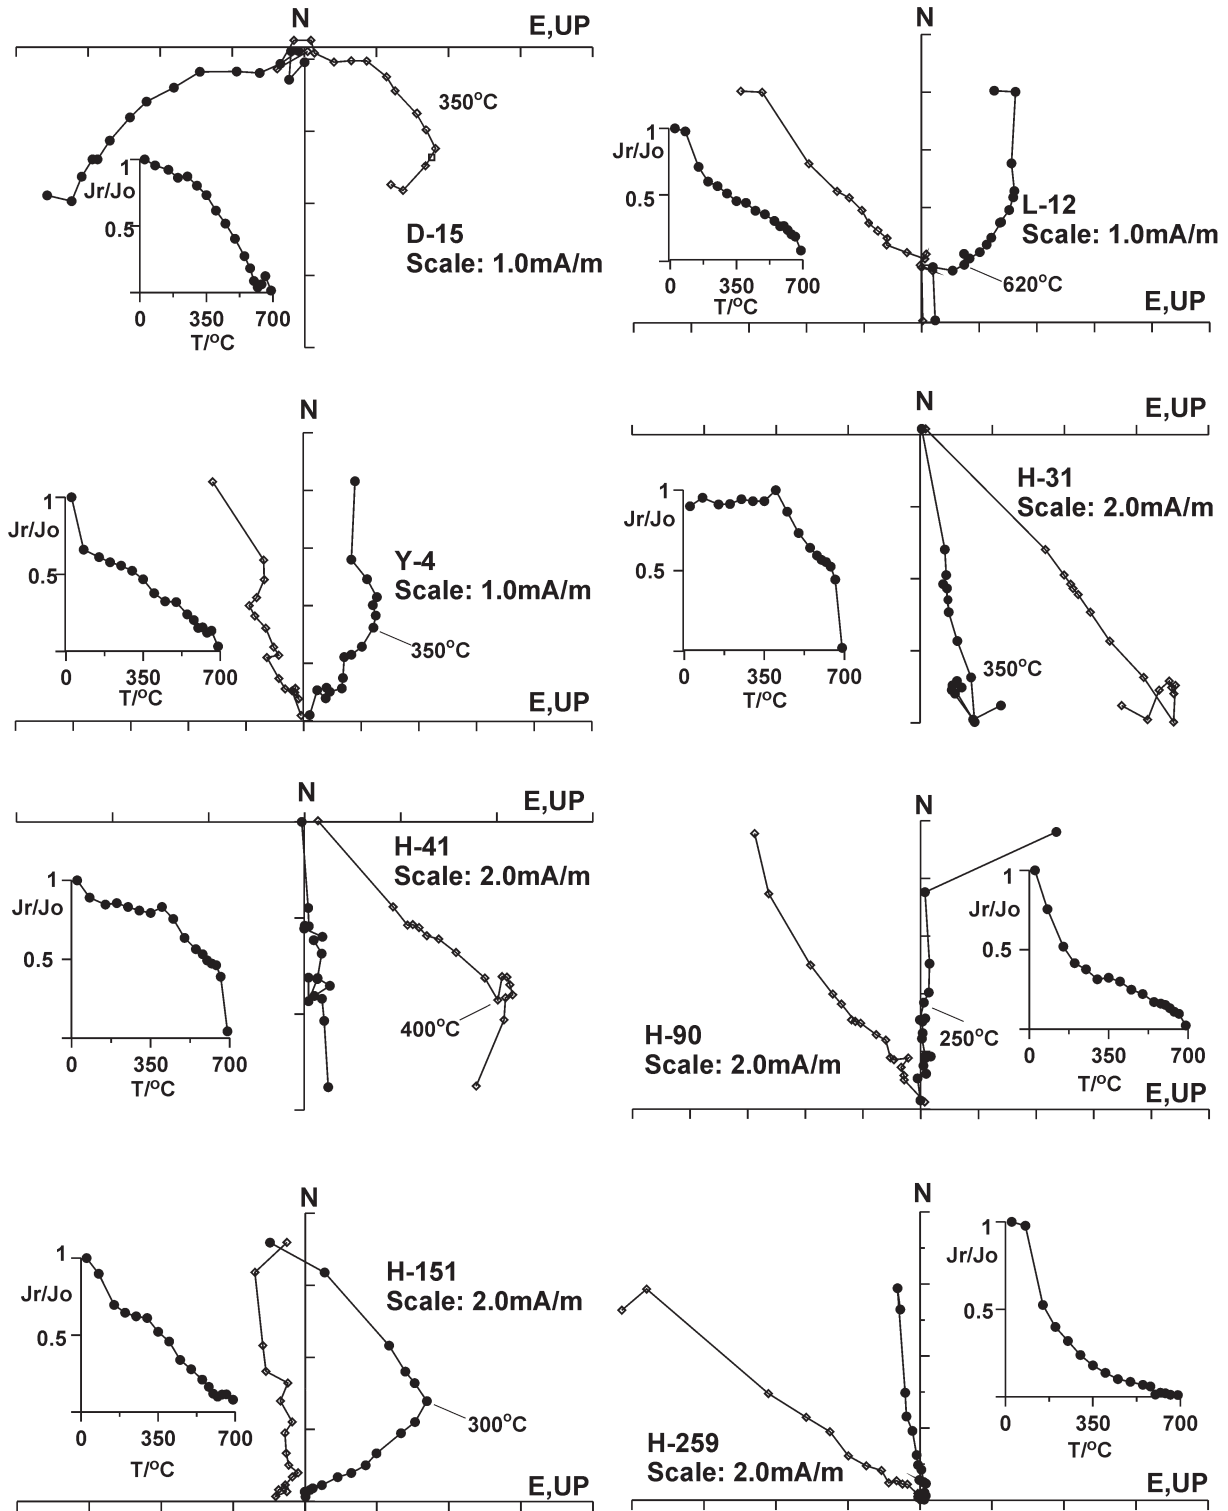 N
E,UP
350°C
1
Jr/Jo
0.5
0
350
700
T/°C
D-15
Scale: 1.0mA/m
N
1
Jr/Jo
0.5
0
350
700
T/°C
L-12
Scale: 1.0mA/m
620°C
E,UP
N
1
Jr/Jo
0.5
0
350
700
T/°C
Y-4
Scale: 1.0mA/m
350°C
E,UP
N
E,UP
H-31
Scale: 2.0mA/m
1
Jr/Jo
0.5
0
350
700
T/°C
350°C
N
E,UP
H-41
Scale: 2.0mA/m
1
Jr/Jo
0.5
0
350
700
T/°C
400°C
N
1
Jr/Jo
0.5
0
350
700
T/°C
H-90
Scale: 2.0mA/m
250°C
E,UP
N
1
Jr/Jo
0.5
0
350
700
T/°C
H-151
Scale: 2.0mA/m
300°C
E,UP
N
1
Jr/Jo
0.5
0
350
700
T/°C
H-259
Scale: 2.0mA/m
E,UP